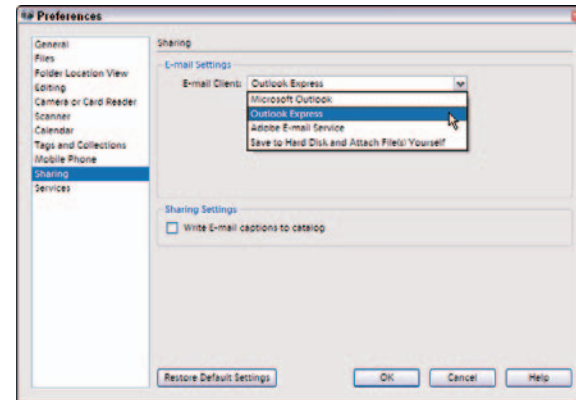 Preferences
General
Files
Folder Location View
Editing
Camera or Card Reader
Scanner
Calendar
Tags and Collections
Mobile Phone
Sharing
Services
Sharing
E-mail Settings
E-mail Client: Outlook Express
Microsoft Outlook
Outlook Express
Adobe E-mail Service
Save to Hard Disk and Attach File(s) Yourself
Sharing Settings
Write E-mail captions to catalog
Restore Default Settings
OK
Cancel
Help